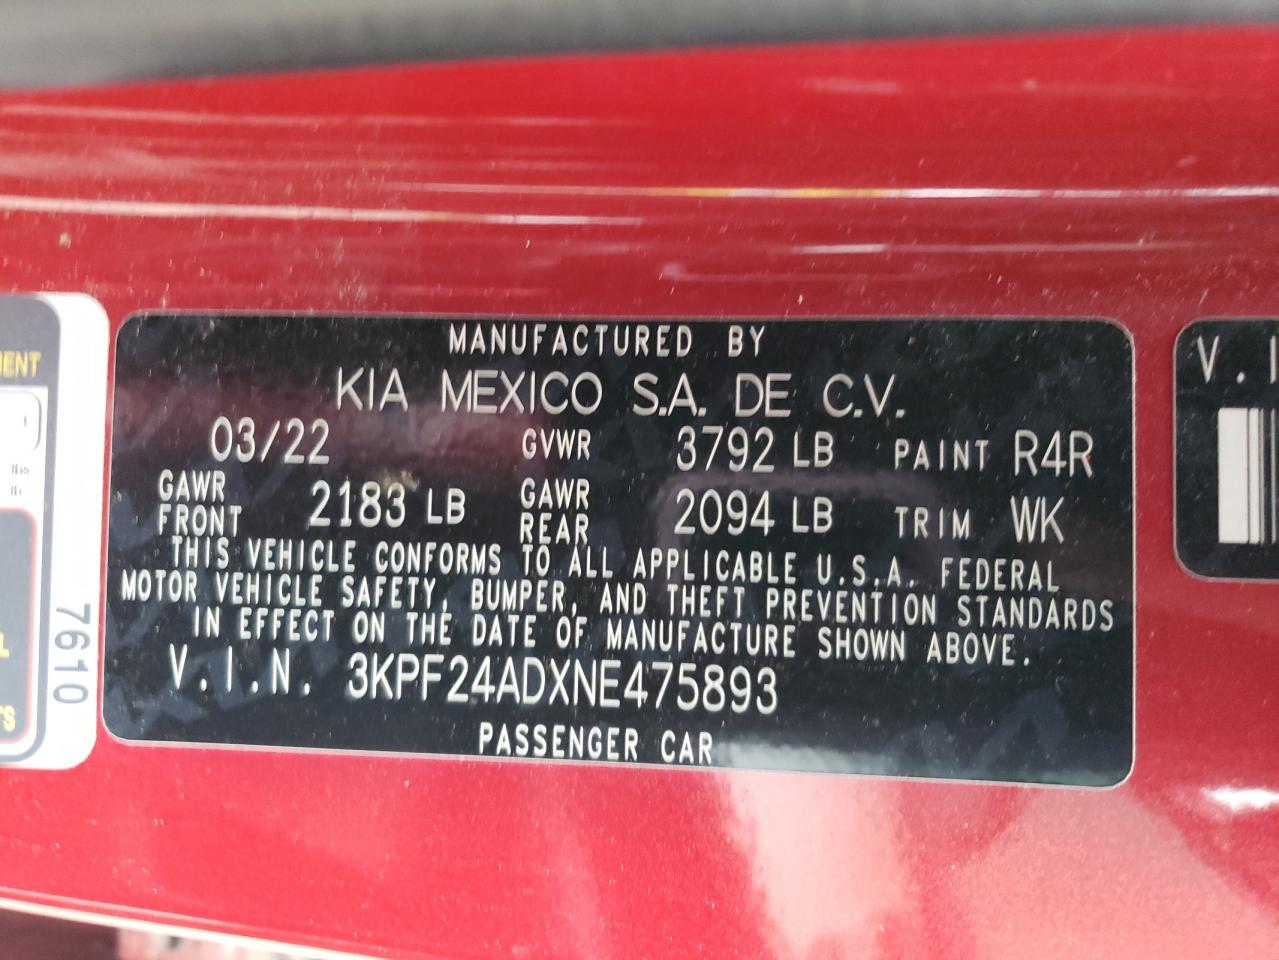 MANUFACTURED BY
KIA MEXICO S.A. DE C.V.
03/22 GVWR 3792 LB PAINT R4R
GAWR FRONT 2183 LB GAWR REAR 2094 LB TRIM WK
THIS VEHICLE CONFORMS TO ALL APPLICABLE U.S.A. FEDERAL
MOTOR VEHICLE SAFETY, BUMPER, AND THEFT PREVENTION STANDARDS
IN EFFECT ON THE DATE OF MANUFACTURE SHOWN ABOVE.
V.I.N. 3KPF24ADXNE475893
PASSENGER CAR
7610
V.I